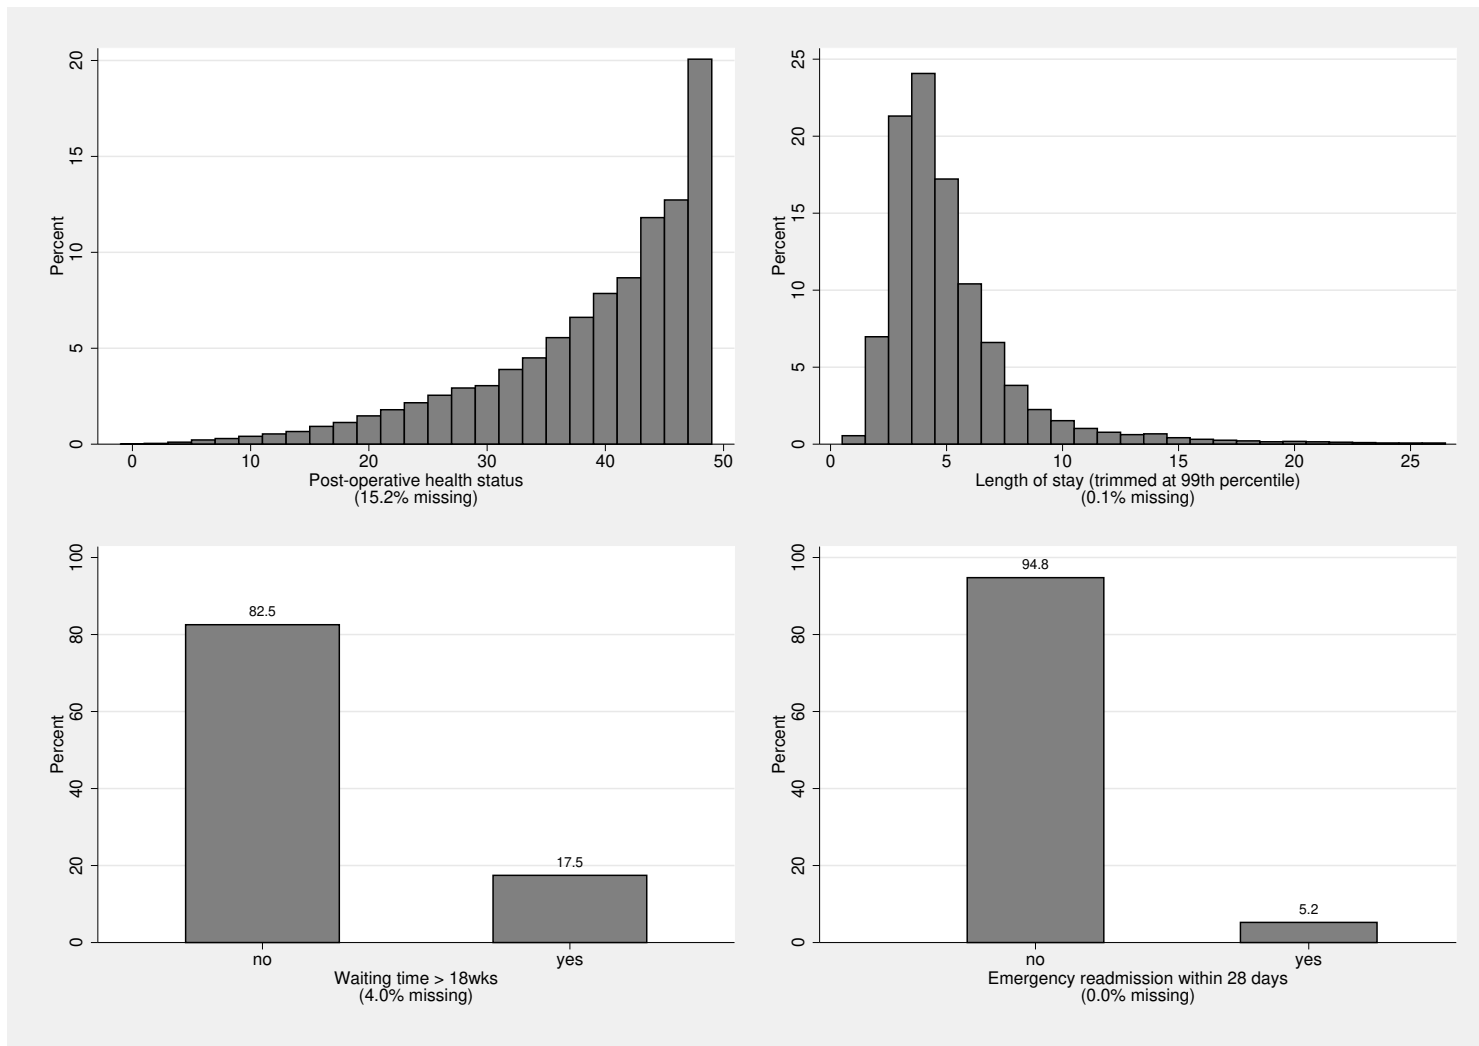 Percent
20
15
10
5
0
0 10 20 30 40 50
Post-operative health status
(15.2% missing)
Percent
25
20
15
10
5
0
0 5 10 15 20 25
Length of stay (trimmed at 99th percentile)
(0.1% missing)
Percent
100
80
60
40
20
0
82.5
17.5
no yes
Waiting time > 18wks
(4.0% missing)
Percent
100
80
60
40
20
0
94.8
5.2
no yes
Emergency readmission within 28 days
(0.0% missing)